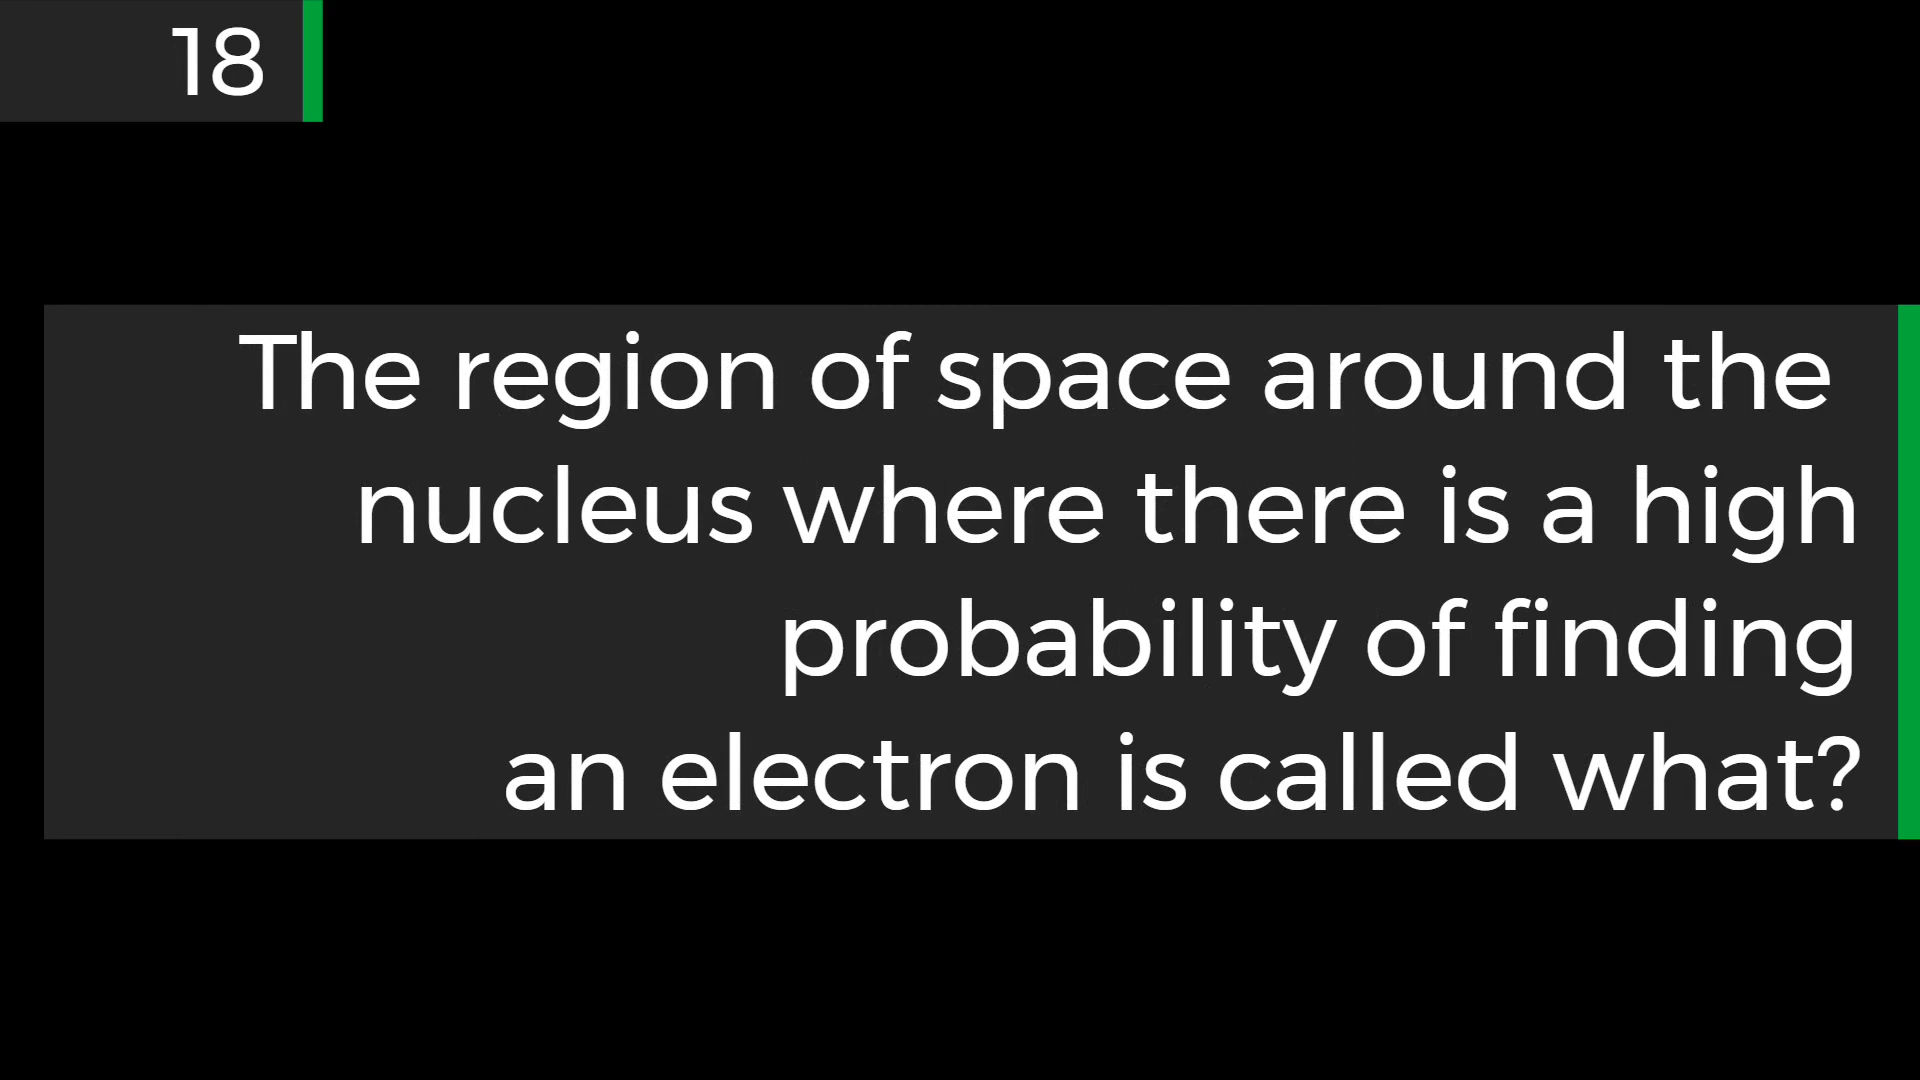 18
The region of space around the
nucleus where there is a high
probability of finding
an electron is called what?